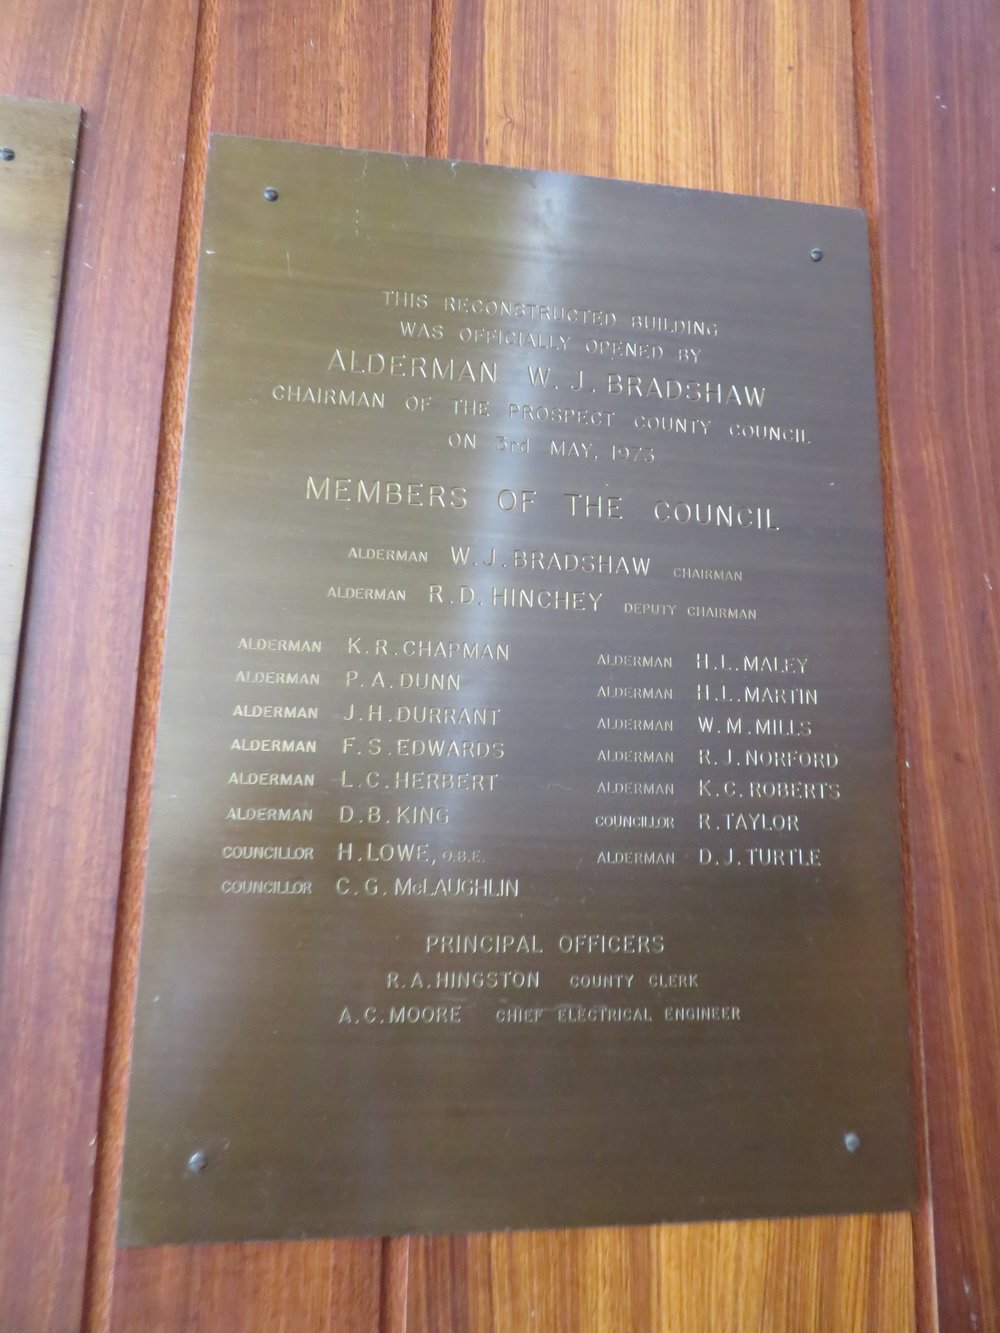 THIS RECONSTRUCTED BUILDING
WAS OFFICIALLY OPENED BY
ALDERMAN W. J. BRADSHAW
CHAIRMAN OF THE PROSPECT COUNTY COUNCIL
ON 3rd MAY, 1973
MEMBERS OF THE COUNCIL
ALDERMAN W. J. BRADSHAW CHAIRMAN
ALDERMAN R. D. HINCHEY DEPUTY CHAIRMAN
ALDERMAN K. R. CHAPMAN
ALDERMAN P. A. DUNN
ALDERMAN J. H. DURRANT
ALDERMAN F. S. EDWARDS
ALDERMAN L. C. HERBERT
ALDERMAN D. B. KING
COUNCILLOR H. LOWE, O.B.E.
COUNCILLOR C. G. McLAUGHLIN
ALDERMAN H. L. MALEY
ALDERMAN H. L. MARTIN
ALDERMAN W. M. MILLS
ALDERMAN R. J. NORFORD
ALDERMAN K. C. ROBERTS
COUNCILLOR R. TAYLOR
ALDERMAN D. J. TURTLE
PRINCIPAL OFFICERS
R. A. HINGSTON COUNTY CLERK
A. C. MOORE CHIEF ELECTRICAL ENGINEER